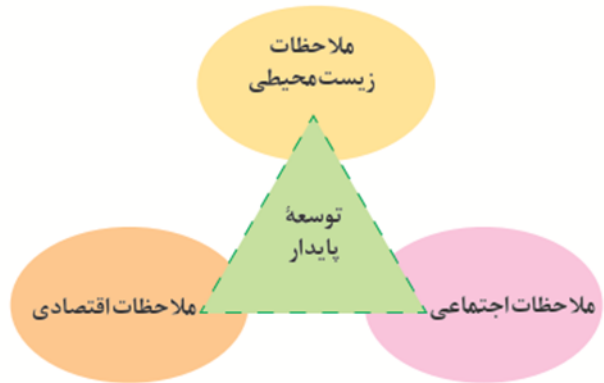 ملاحظات
زیست‌محیطی
توسعهٔ
پایدار
ملاحظات اجتماعی
ملاحظات اقتصادی